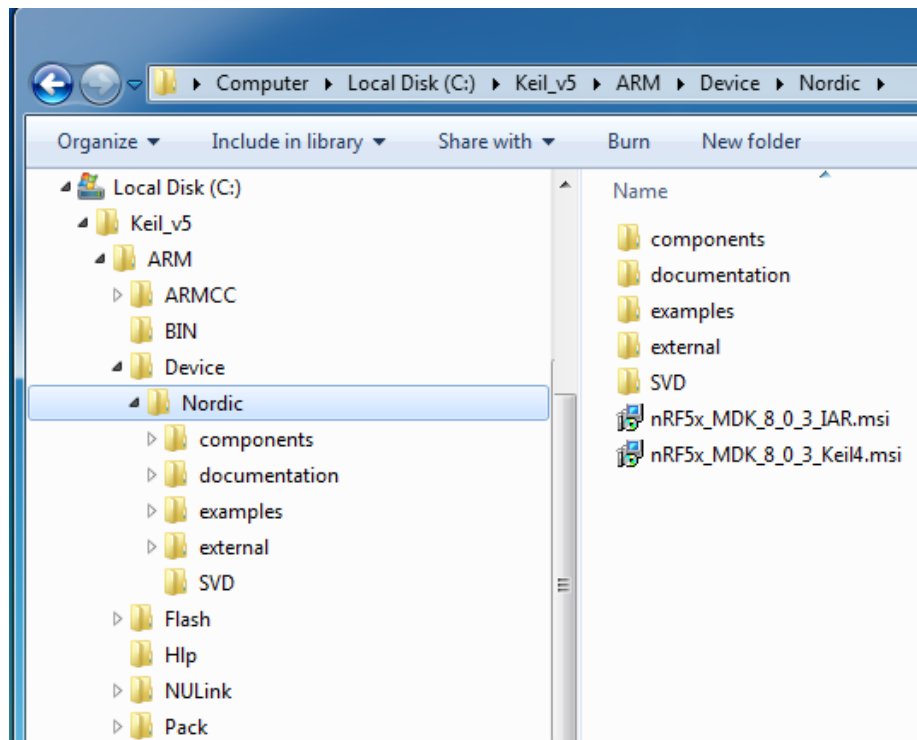 Computer Local Disk (C:) Keil_v5 ARM Device Nordic
Organize Include in library Share with Burn New folder
Local Disk (C:)
Keil_v5
ARM
ARMCC
BIN
Device
Nordic
components
documentation
examples
external
SVD
Flash
Hlp
NULink
Pack
Name
components
documentation
examples
external
SVD
nRF5x_MDK_8_0_3_IAR.msi
nRF5x_MDK_8_0_3_Keil4.msi